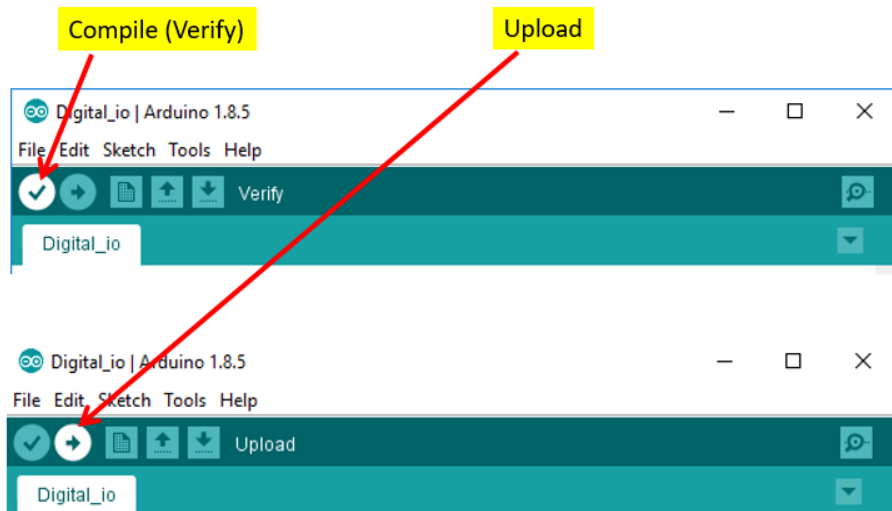 Compile (Verify)
Upload
Digital_io | Arduino 1.8.5
File Edit Sketch Tools Help
Verify
Digital_io
Digital_io | Arduino 1.8.5
File Edit Sketch Tools Help
Upload
Digital_io